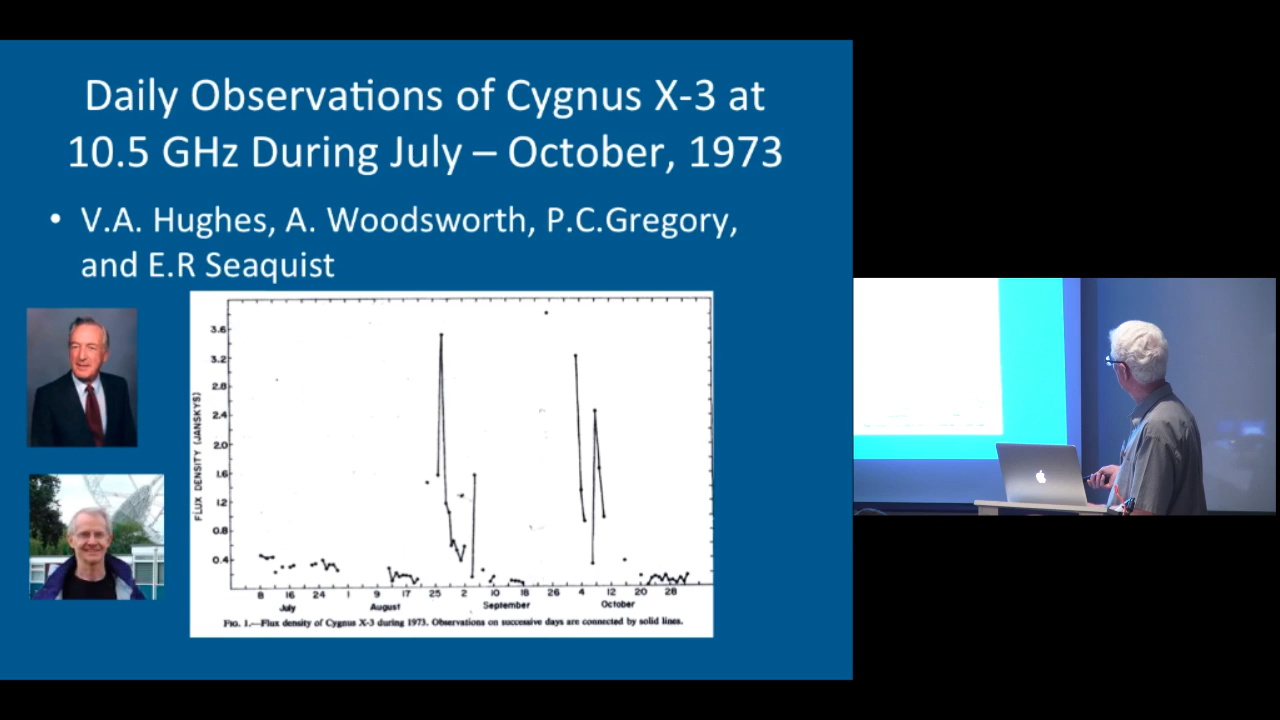 Daily Observations of Cygnus X-3 at
10.5 GHz During July – October, 1973
• V.A. Hughes, A. Woodsworth, P.C.Gregory,
and E.R Seaquist
FLUX DENSITY (JANSKYS)
3.6
3.2
2.8
2.4
2.0
1.6
1.2
0.8
0.4
8 16 24 1 9 17 25 2 10 18 26 4 12 20 28
July August September October
FIG. 1.—Flux density of Cygnus X-3 during 1973. Observations on successive days are connected by solid lines.